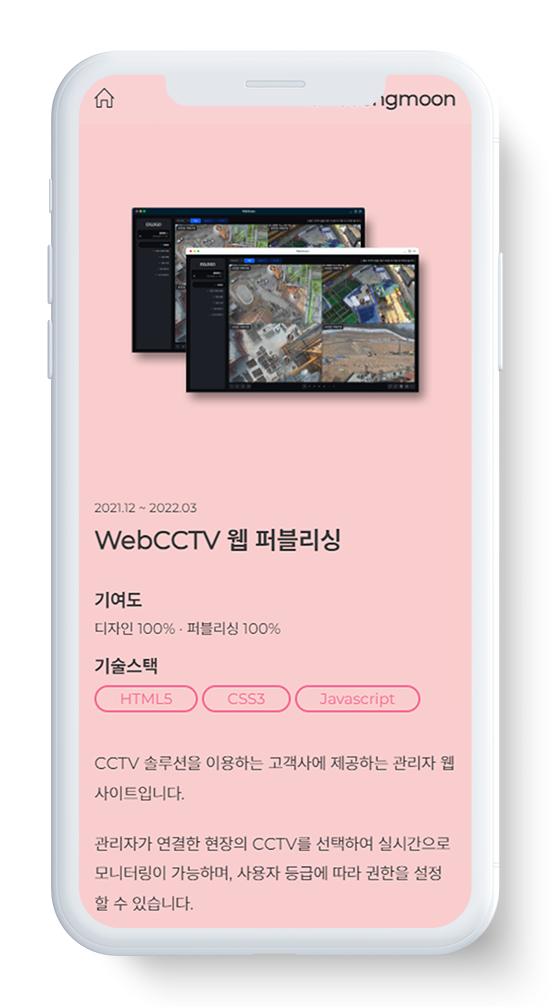 ngmoon
2021.12 ~ 2022.03
WebCCTV 웹 퍼블리싱
기여도
디자인 100% · 퍼블리싱 100%
기술스택
HTML5 CSS3 Javascript
CCTV 솔루션을 이용하는 고객사에 제공하는 관리자 웹
사이트입니다.
관리자가 연결한 현장의 CCTV를 선택하여 실시간으로
모니터링이 가능하며, 사용자 등급에 따라 권한을 설정
할 수 있습니다.